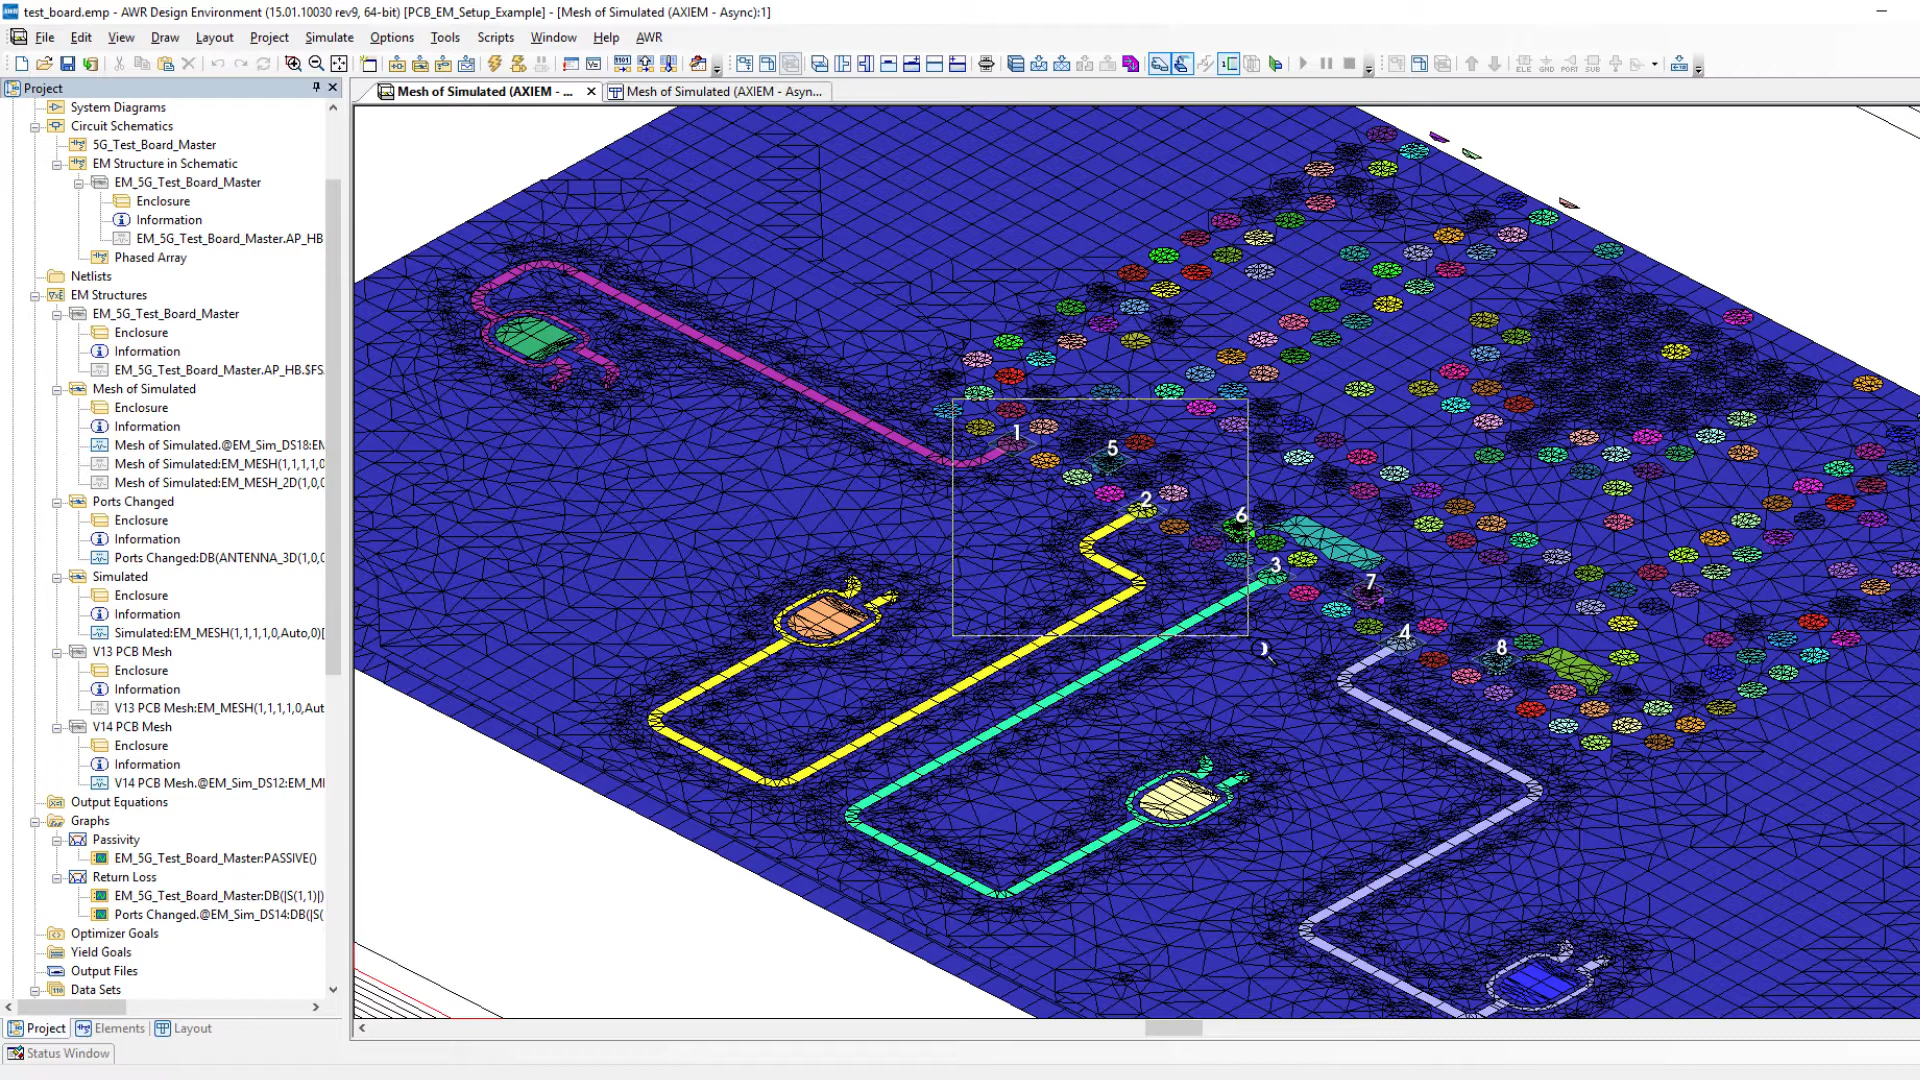 test_board.emp - AWR Design Environment (15.01.10030 rev9, 64-bit) [PCB_EM_Setup_Example] - [Mesh of Simulated (AXIEM - Async):1]
File Edit View Draw Layout Project Simulate Options Tools Scripts Window Help AWR
Project
Mesh of Simulated (AXIEM - ...
Mesh of Simulated (AXIEM - Asyn...
System Diagrams
Circuit Schematics
5G_Test_Board_Master
EM Structure in Schematic
EM_5G_Test_Board_Master
Enclosure
Information
EM_5G_Test_Board_Master.AP_HB
Phased Array
Netlists
EM Structures
EM_5G_Test_Board_Master
Enclosure
Information
EM_5G_Test_Board_Master.AP_HB.$FS
Mesh of Simulated
Enclosure
Information
Mesh of Simulated.@EM_Sim_DS18:EM
Mesh of Simulated:EM_MESH(1,1,1,1,0
Mesh of Simulated:EM_MESH_2D(1,0,0
Ports Changed
Enclosure
Information
Ports Changed:DB(ANTENNA_3D(1,0,0
Simulated
Enclosure
Information
Simulated:EM_MESH(1,1,1,1,0,Auto,0)[
V13 PCB Mesh
Enclosure
Information
V13 PCB Mesh:EM_MESH(1,1,1,1,0,Aut
V14 PCB Mesh
Enclosure
Information
V14 PCB Mesh.@EM_Sim_DS12:EM_MI
Output Equations
Graphs
Passivity
EM_5G_Test_Board_Master:PASSIVE()
Return Loss
EM_5G_Test_Board_Master:DB(|S(1,1)|)
Ports Changed.@EM_Sim_DS14:DB(|S(
Optimizer Goals
Yield Goals
Output Files
Data Sets
Project Elements Layout
Status Window
1
5
2
6
3
7
4
8